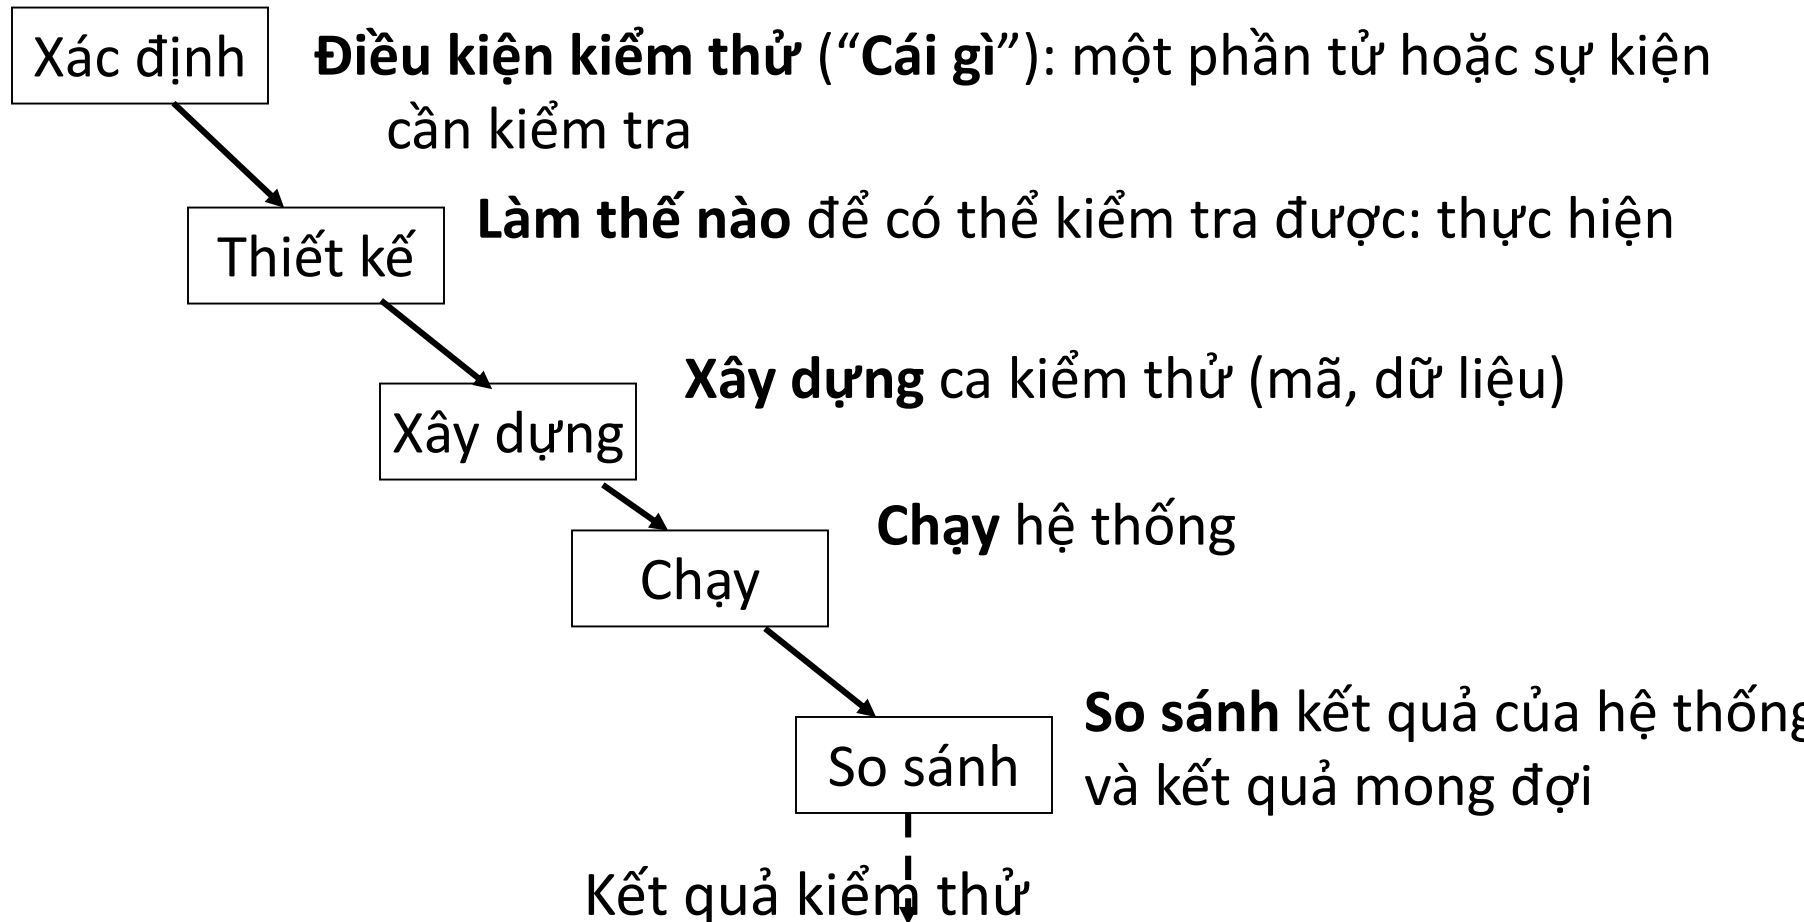 Xác định
Điều kiện kiểm thử (“Cái gì”): một phần tử hoặc sự kiện
cần kiểm tra
Làm thế nào để có thể kiểm tra được: thực hiện
Thiết kế
Xây dựng ca kiểm thử (mã, dữ liệu)
Xây dựng
Chạy hệ thống
Chạy
So sánh kết quả của hệ thống
So sánh
và kết quả mong đợi
Kết quả kiểm thử